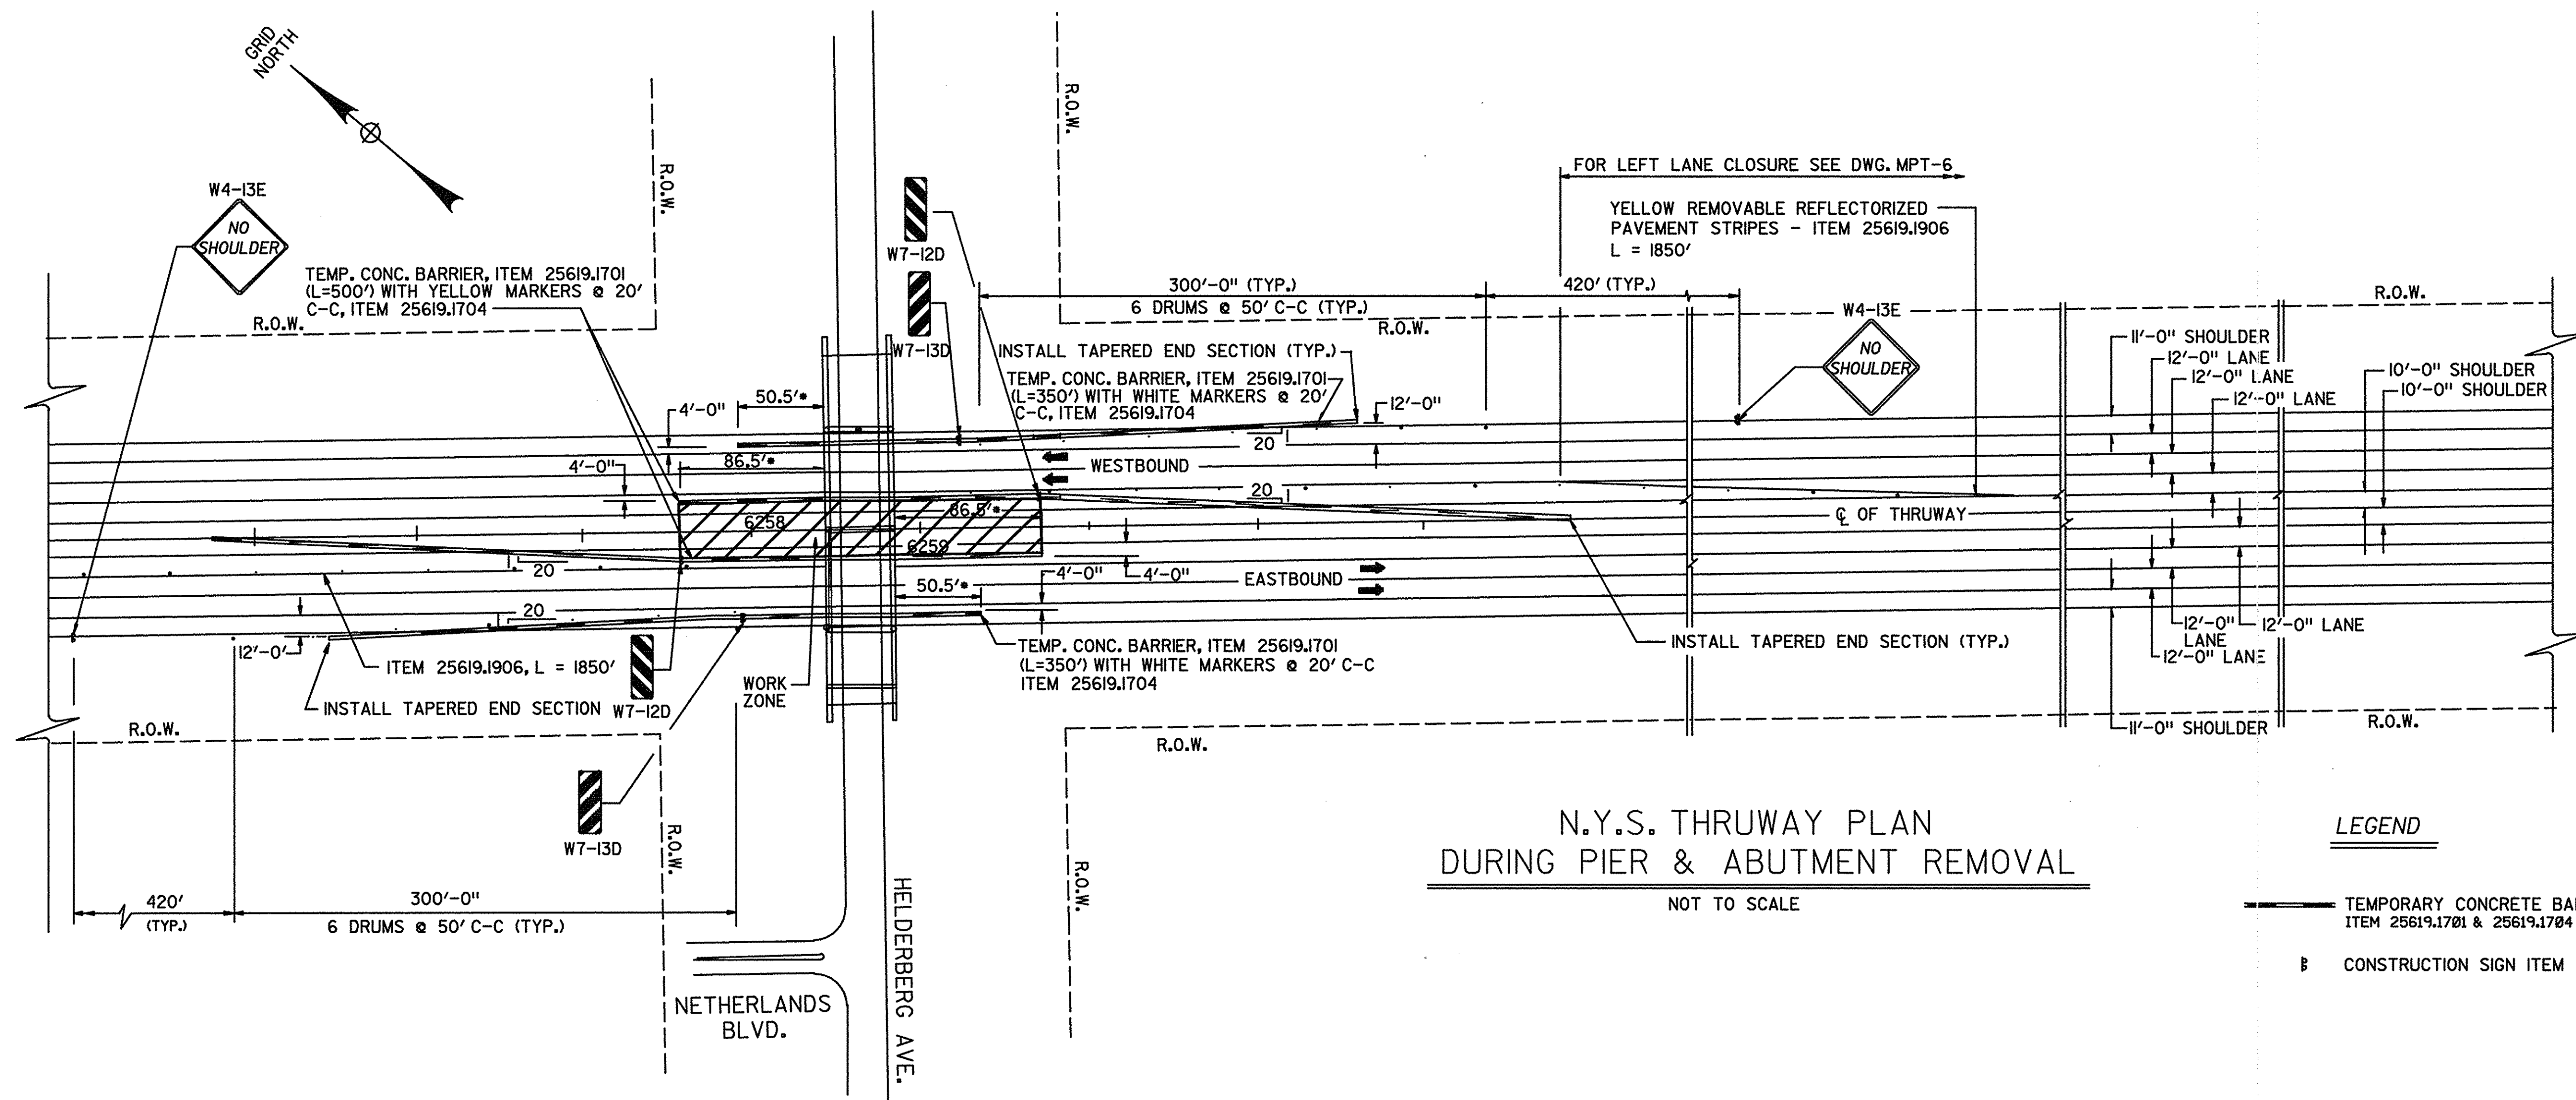 GRID
NORTH
W4-13E
NO
SHOULDER
TEMP. CONC. BARRIER, ITEM 25619.1701
(L=500') WITH YELLOW MARKERS @ 20'
C-C, ITEM 25619.1704
R.O.W.
R.O.W.
R.O.W.
W7-12D
W7-13D
FOR LEFT LANE CLOSURE SEE DWG. MPT-6
YELLOW REMOVABLE REFLECTORIZED
PAVEMENT STRIPES - ITEM 25619.1906
L = 1850'
300'-0" (TYP.)
6 DRUMS @ 50' C-C (TYP.)
420' (TYP.)
R.O.W.
R.O.W.
W4-13E
NO
SHOULDER
INSTALL TAPERED END SECTION (TYP.)
TEMP. CONC. BARRIER, ITEM 25619.1701
(L=350') WITH WHITE MARKERS @ 20'
C-C, ITEM 25619.1704
11'-0" SHOULDER
12'-0" LANE
12'-0" LANE
12'-0" LANE
10'-0" SHOULDER
10'-0" SHOULDER
50.5'*
4'-0"
12'-0"
20
86.5'*
4'-0"
WESTBOUND
20
86.5'*
6258
6259
℄ OF THRUWAY
20
4'-0"
4'-0"
EASTBOUND
50.5'*
20
12'-0'
ITEM 25619.1906, L = 1850'
INSTALL TAPERED END SECTION
W7-12D
WORK
ZONE
TEMP. CONC. BARRIER, ITEM 25619.1701
(L=350') WITH WHITE MARKERS @ 20' C-C
ITEM 25619.1704
INSTALL TAPERED END SECTION (TYP.)
12'-0"
LANE
12'-0" LANE
12'-0" LANE
11'-0" SHOULDER
R.O.W.
R.O.W.
R.O.W.
W7-13D
R.O.W.
R.O.W.
420'
(TYP.)
300'-0"
6 DRUMS @ 50' C-C (TYP.)
NETHERLANDS
BLVD.
HELDERBERG AVE.
N.Y.S. THRUWAY PLAN
DURING PIER & ABUTMENT REMOVAL
NOT TO SCALE
LEGEND
TEMPORARY CONCRETE BA
ITEM 25619.1701 & 25619.1704
CONSTRUCTION SIGN ITEM